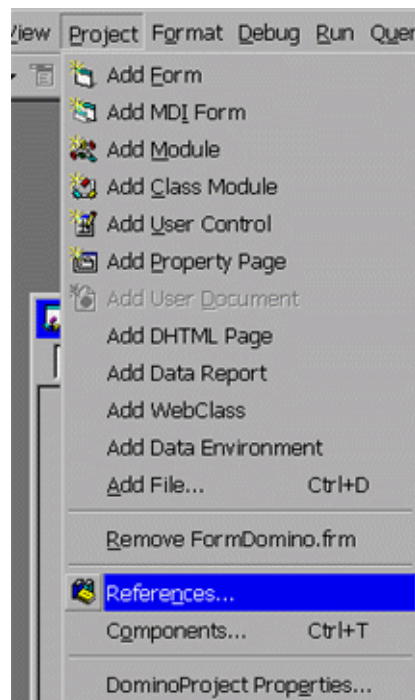 View Project Format Debug Run Quer
Add Form
Add MDI Form
Add Module
Add Class Module
Add User Control
Add Property Page
Add User Document
Add DHTML Page
Add Data Report
Add WebClass
Add Data Environment
Add File... Ctrl+D
Remove FormDomino.frm
References...
Components... Ctrl+T
DominoProject Properties...